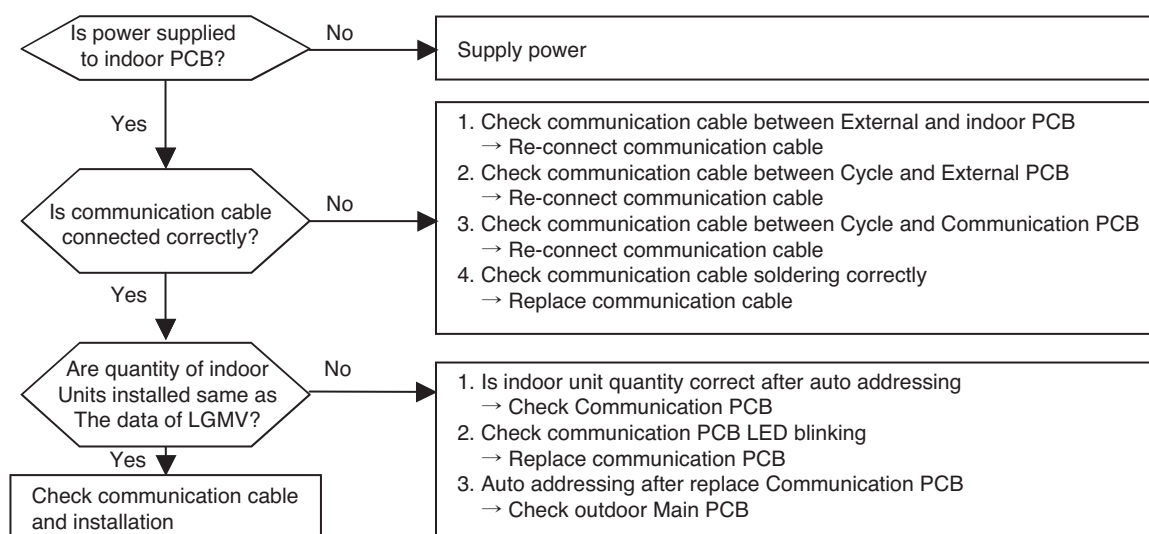 Is power supplied
to indoor PCB?
No
Supply power
Yes
1. Check communication cable between External and indoor PCB
→ Re-connect communication cable
2. Check communication cable between Cycle and External PCB
→ Re-connect communication cable
3. Check communication cable between Cycle and Communication PCB
→ Re-connect communication cable
4. Check communication cable soldering correctly
→ Replace communication cable
Is communication cable
connected correctly?
No
Yes
Are quantity of indoor
Units installed same as
The data of LGMV?
No
1. Is indoor unit quantity correct after auto addressing
→ Check Communication PCB
2. Check communication PCB LED blinking
→ Replace communication PCB
3. Auto addressing after replace Communication PCB
→ Check outdoor Main PCB
Yes
Check communication cable
and installation